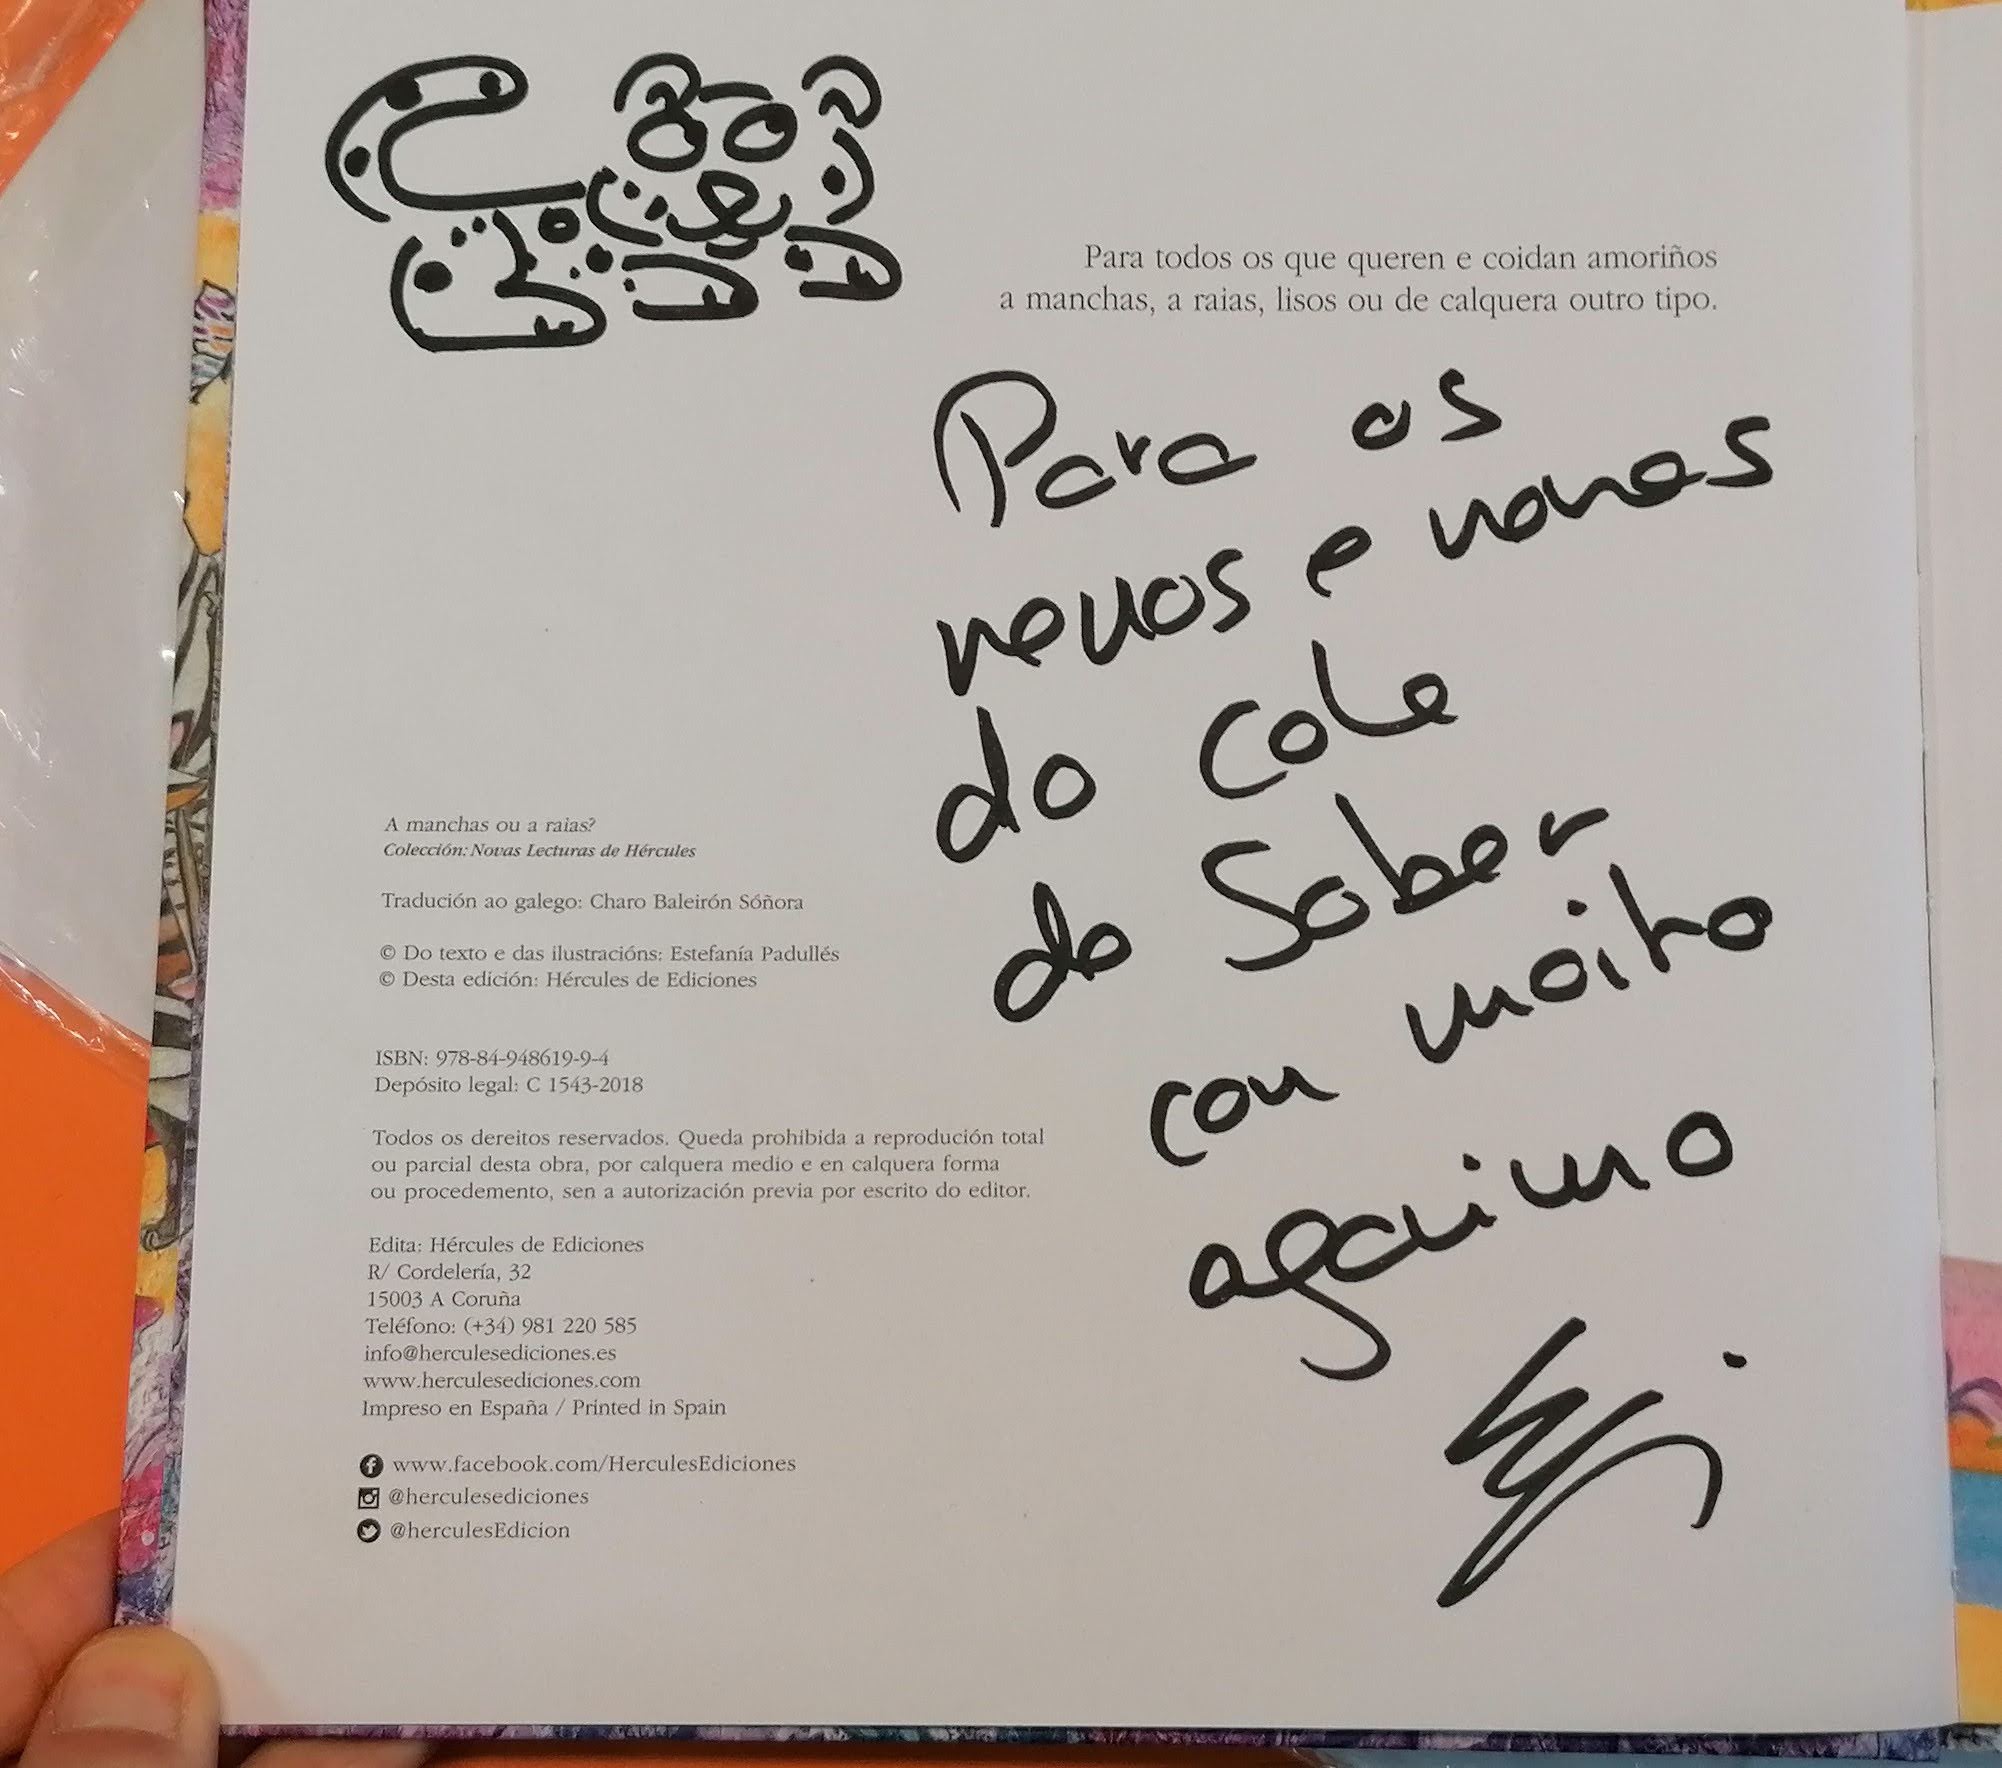 Para todos os que queren e coidan amoriños
a manchas, a raias, lisos ou de calquera outro tipo.
Para os
nenos e nenas
do cole
de Sober
con moito
agarimo
A manchas ou a raias?
Colección: Novas Lecturas de Hércules
Tradución ao galego: Charo Baleirón Sóñora
© Do texto e das ilustracións: Estefanía Padullés
© Desta edición: Hércules de Ediciones
ISBN: 978-84-948619-9-4
Depósito legal: C 1543-2018
Todos os dereitos reservados. Queda prohibida a reprodución total
ou parcial desta obra, por calquera medio e en calquera forma
ou procedemento, sen a autorización previa por escrito do editor.
Edita: Hércules de Ediciones
R/ Cordelería, 32
15003 A Coruña
Teléfono: (+34) 981 220 585
info@herculesediciones.es
www.herculesediciones.com
Impreso en España / Printed in Spain
www.facebook.com/HerculesEdiciones
@herculesediciones
@herculesEdicion